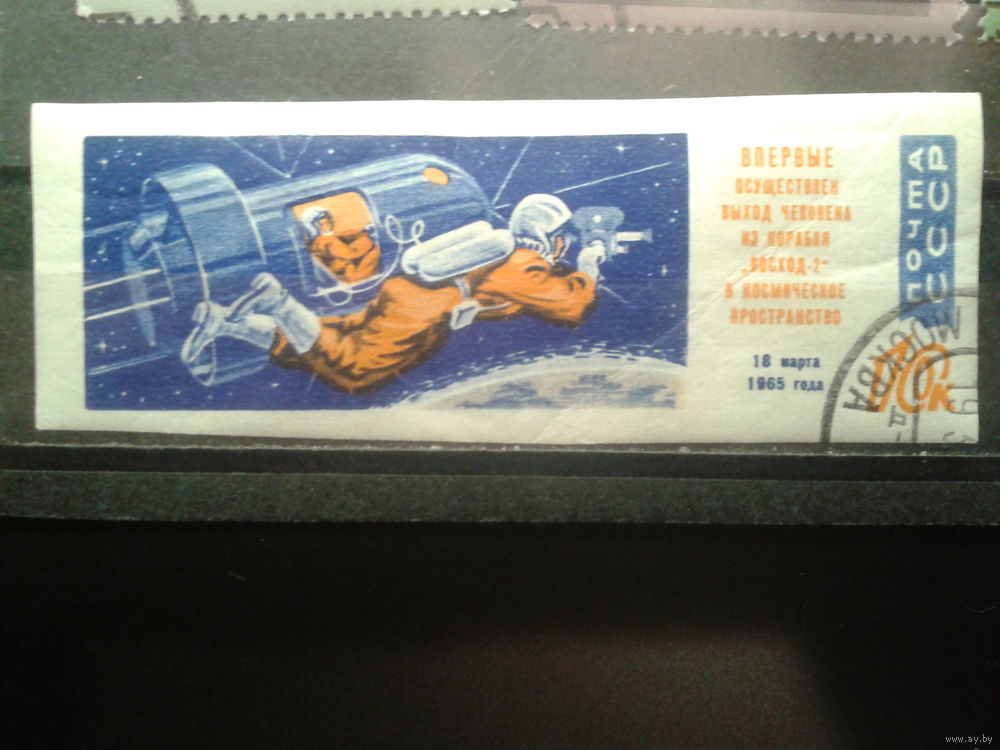 ВПЕРВЫЕ
ОСУЩЕСТВЛЕН
ВЫХОД ЧЕЛОВЕКА
ИЗ КОРАБЛЯ
„ВОСХОД-2“
В КОСМИЧЕСКОЕ
ПРОСТРАНСТВО
18 марта
1965 года
ПОЧТА
СССР
10к
МОСКВА
www.ay.by